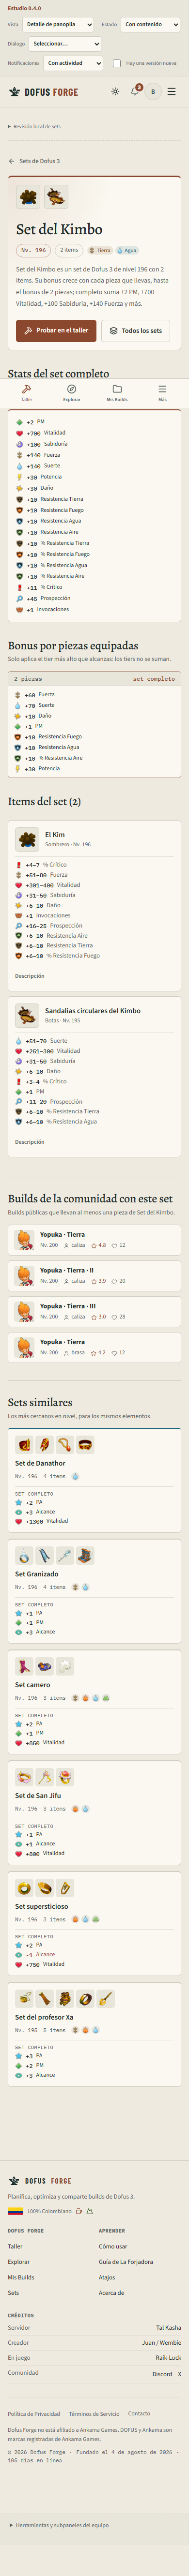 Estudio 0.4.0
Vista Detalle de panoplia Estado Con contenido
Diálogo Seleccionar...
Notificaciones Con actividad Hay una versión nueva
DOFUS FORGE 3 B
Revisión local de sets
Sets de Dofus 3
Set del Kimbo
Nv. 196 2 items Tierra Agua
Set del Kimbo es un set de Dofus 3 de nivel 196 con 2
ítems. Su bonus crece con cada pieza que llevas, hasta
el bonus de 2 piezas; completo suma +2 PM, +700
Vitalidad, +100 Sabiduría, +140 Fuerza y más.
Probar en el taller Todos los sets
Stats del set completo
Taller Explorar Mis Builds Más
+2 PM
+700 Vitalidad
+100 Sabiduría
+140 Fuerza
+140 Suerte
+30 Potencia
+30 Daño
+10 Resistencia Tierra
+10 Resistencia Fuego
+10 Resistencia Agua
+10 Resistencia Aire
+10 % Resistencia Tierra
+10 % Resistencia Fuego
+10 % Resistencia Agua
+10 % Resistencia Aire
+11 % Crítico
+45 Prospección
+1 Invocaciones
Bonus por piezas equipadas
Solo aplica el tier más alto que alcanzas: los tiers no se suman.
2 piezas set completo
+60 Fuerza
+70 Suerte
+10 Daño
+1 PM
+10 Resistencia Fuego
+10 Resistencia Agua
+10 % Resistencia Aire
+30 Potencia
Items del set (2)
El Kim
Sombrero · Nv. 196
+4-7 % Crítico
+51-80 Fuerza
+301-400 Vitalidad
+31-50 Sabiduría
+6-10 Daño
+1 Invocaciones
+16-25 Prospección
+6-10 Resistencia Aire
+6-10 Resistencia Tierra
+6-10 % Resistencia Fuego
Descripción
Sandalias circulares del Kimbo
Botas · Nv. 195
+51-70 Suerte
+251-300 Vitalidad
+31-50 Sabiduría
+6-10 Daño
+3-4 % Crítico
+1 PM
+11-20 Prospección
+6-10 % Resistencia Tierra
+6-10 % Resistencia Agua
Descripción
Builds de la comunidad con este set
Builds públicas que llevan al menos una pieza de Set del Kimbo.
Yopuka · Tierra
Nv. 200 caliza 4.8 12
Yopuka · Tierra · II
Nv. 200 caliza 3.9 20
Yopuka · Tierra · III
Nv. 200 caliza 3.0 28
Yopuka · Tierra
Nv. 200 brasa 4.2 12
Sets similares
Los más cercanos en nivel, para los mismos elementos.
Set de Danathor
Nv. 196 4 items
SET COMPLETO
+2 PA
+3 Alcance
+1300 Vitalidad
Set Granizado
Nv. 196 4 items
SET COMPLETO
+1 PA
+1 PM
+3 Alcance
Set camero
Nv. 196 3 items
SET COMPLETO
+2 PA
+1 PM
+850 Vitalidad
Set de San Jifu
Nv. 196 3 items
SET COMPLETO
+1 PA
+1 Alcance
+800 Vitalidad
Set supersticioso
Nv. 196 3 items
SET COMPLETO
+2 PA
-1 Alcance
+750 Vitalidad
Set del profesor Xa
Nv. 195 5 items
SET COMPLETO
+3 PA
+2 PM
+3 Alcance
DOFUS FORGE
Planifica, optimiza y comparte builds de Dofus 3.
100% Colombiano
DOFUS FORGE APRENDER
Taller Cómo usar
Explorar Guía de La Forjadora
Mis Builds Atajos
Sets Acerca de
CRÉDITOS
Servidor Tal Kasha
Creador Juan / Wembie
En juego Raik-Luck
Comunidad Discord X
Política de Privacidad Términos de Servicio Contacto
Dofus Forge no está afiliado a Ankama Games. DOFUS y Ankama son
marcas registradas de Ankama Games.
© 2026 Dofus Forge · Fundado el 4 de agosto de 2026 ·
105 días en línea
Herramientas y subpaneles del equipo